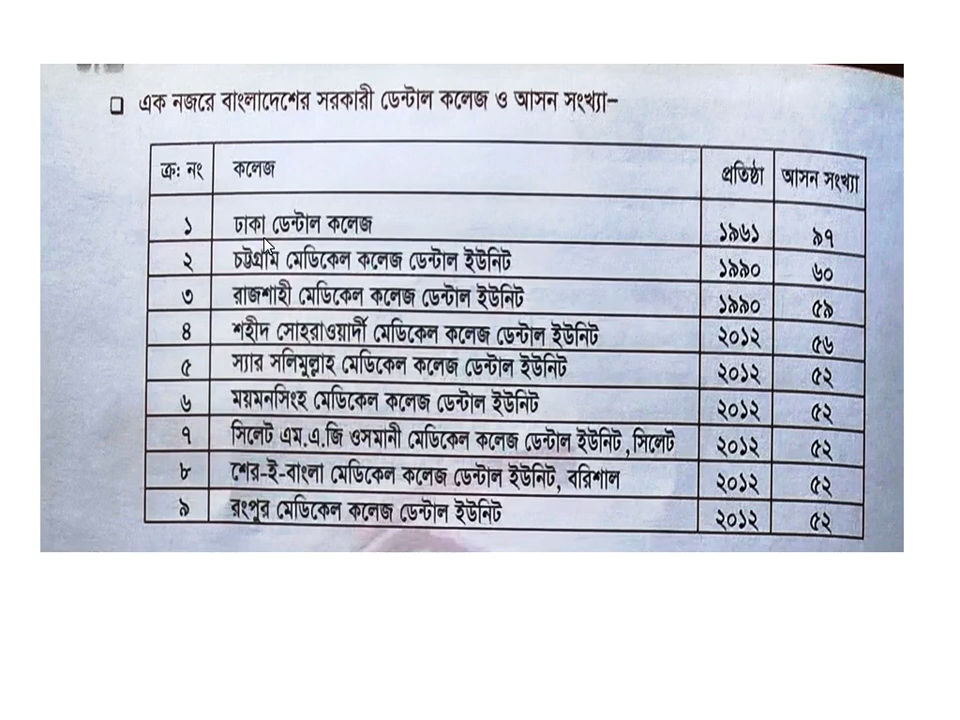 ❑ এক নজরে বাংলাদেশের সরকারী ডেন্টাল কলেজ ও আসন সংখ্যা–
ক্র: নং কলেজ প্রতিষ্ঠা আসন সংখ্যা
১ ঢাকা ডেন্টাল কলেজ ১৯৬১ ৯৭
২ চট্টগ্রাম মেডিকেল কলেজ ডেন্টাল ইউনিট ১৯৯০ ৬০
৩ রাজশাহী মেডিকেল কলেজ ডেন্টাল ইউনিট ১৯৯০ ৫৯
৪ শহীদ সোহরাওয়ার্দী মেডিকেল কলেজ ডেন্টাল ইউনিট ২০১২ ৫৬
৫ স্যার সলিমুল্লাহ মেডিকেল কলেজ ডেন্টাল ইউনিট ২০১২ ৫২
৬ ময়মনসিংহ মেডিকেল কলেজ ডেন্টাল ইউনিট ২০১২ ৫২
৭ সিলেট এম.এ.জি ওসমানী মেডিকেল কলেজ ডেন্টাল ইউনিট ,সিলেট ২০১২ ৫২
৮ শের-ই-বাংলা মেডিকেল কলেজ ডেন্টাল ইউনিট, বরিশাল ২০১২ ৫২
৯ রংপুর মেডিকেল কলেজ ডেন্টাল ইউনিট ২০১২ ৫২